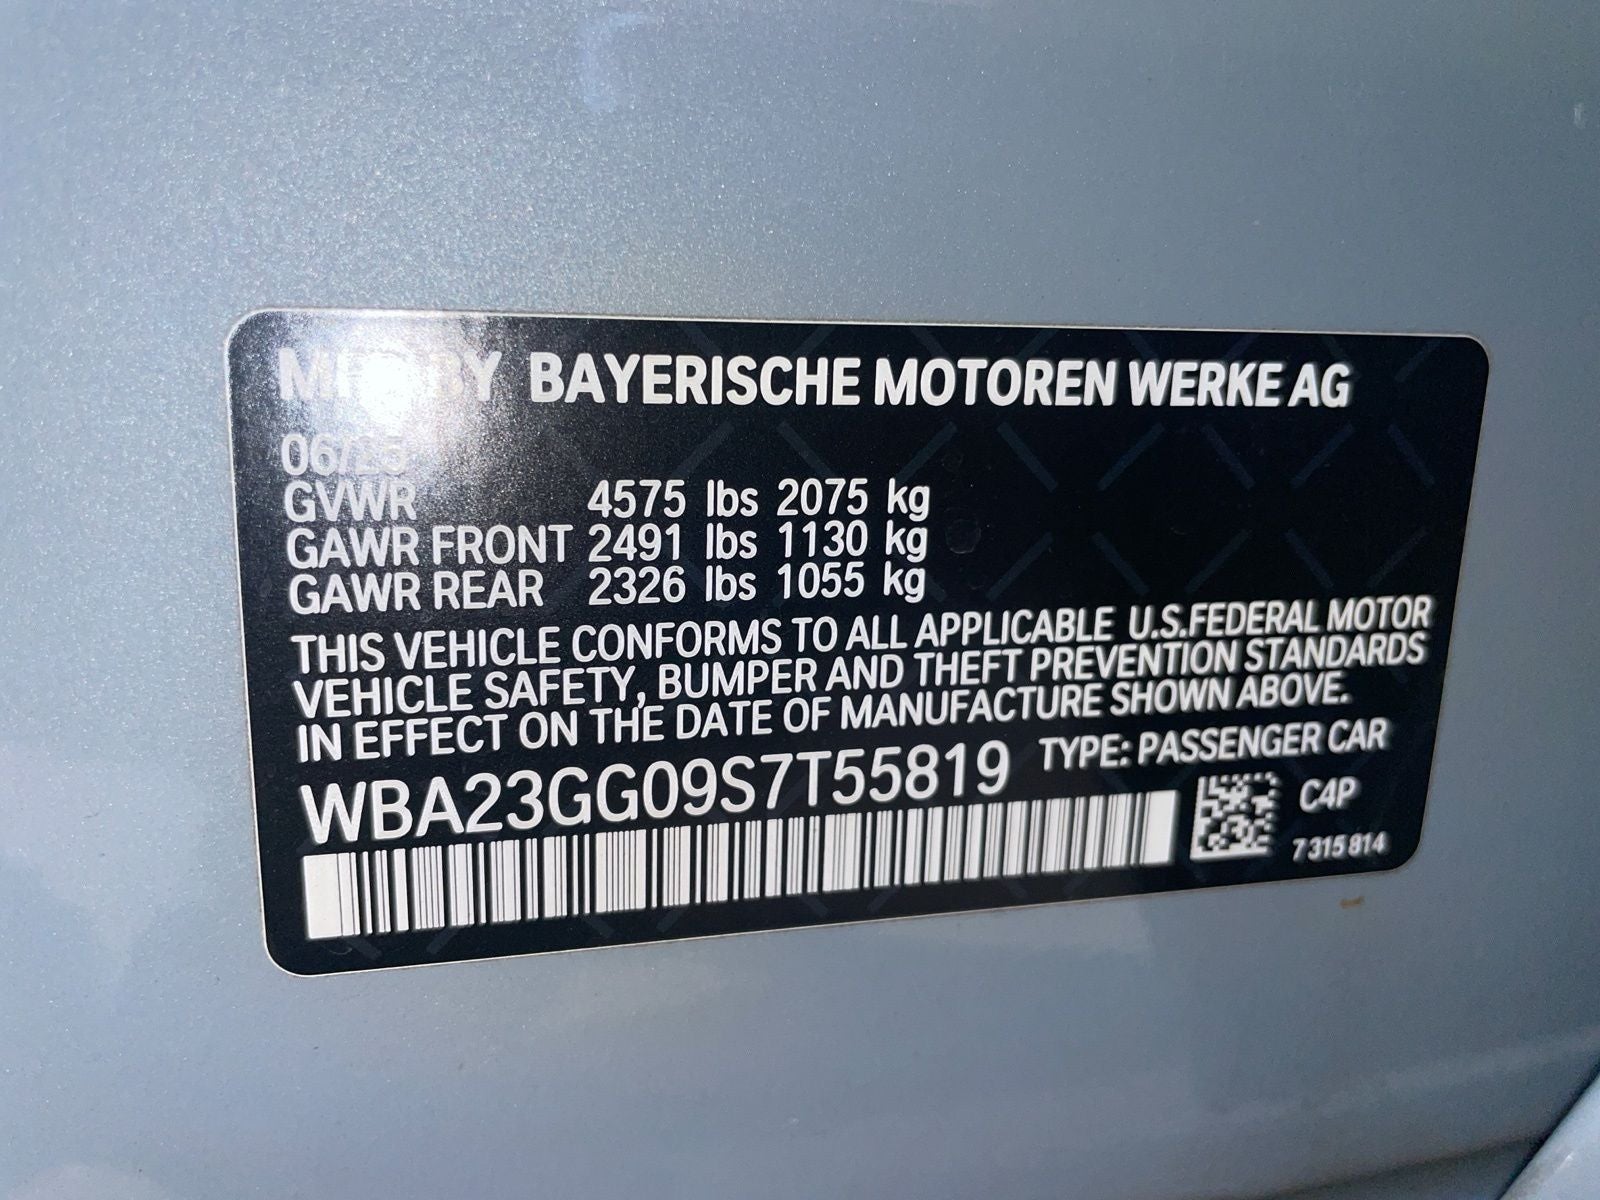 MFD BY BAYERISCHE MOTOREN WERKE AG
06/25
GVWR 4575 lbs 2075 kg
GAWR FRONT 2491 lbs 1130 kg
GAWR REAR 2326 lbs 1055 kg
THIS VEHICLE CONFORMS TO ALL APPLICABLE U.S.FEDERAL MOTOR
VEHICLE SAFETY, BUMPER AND THEFT PREVENTION STANDARDS
IN EFFECT ON THE DATE OF MANUFACTURE SHOWN ABOVE.
WBA23GG09S7T55819 TYPE: PASSENGER CAR
C4P
7 315 814